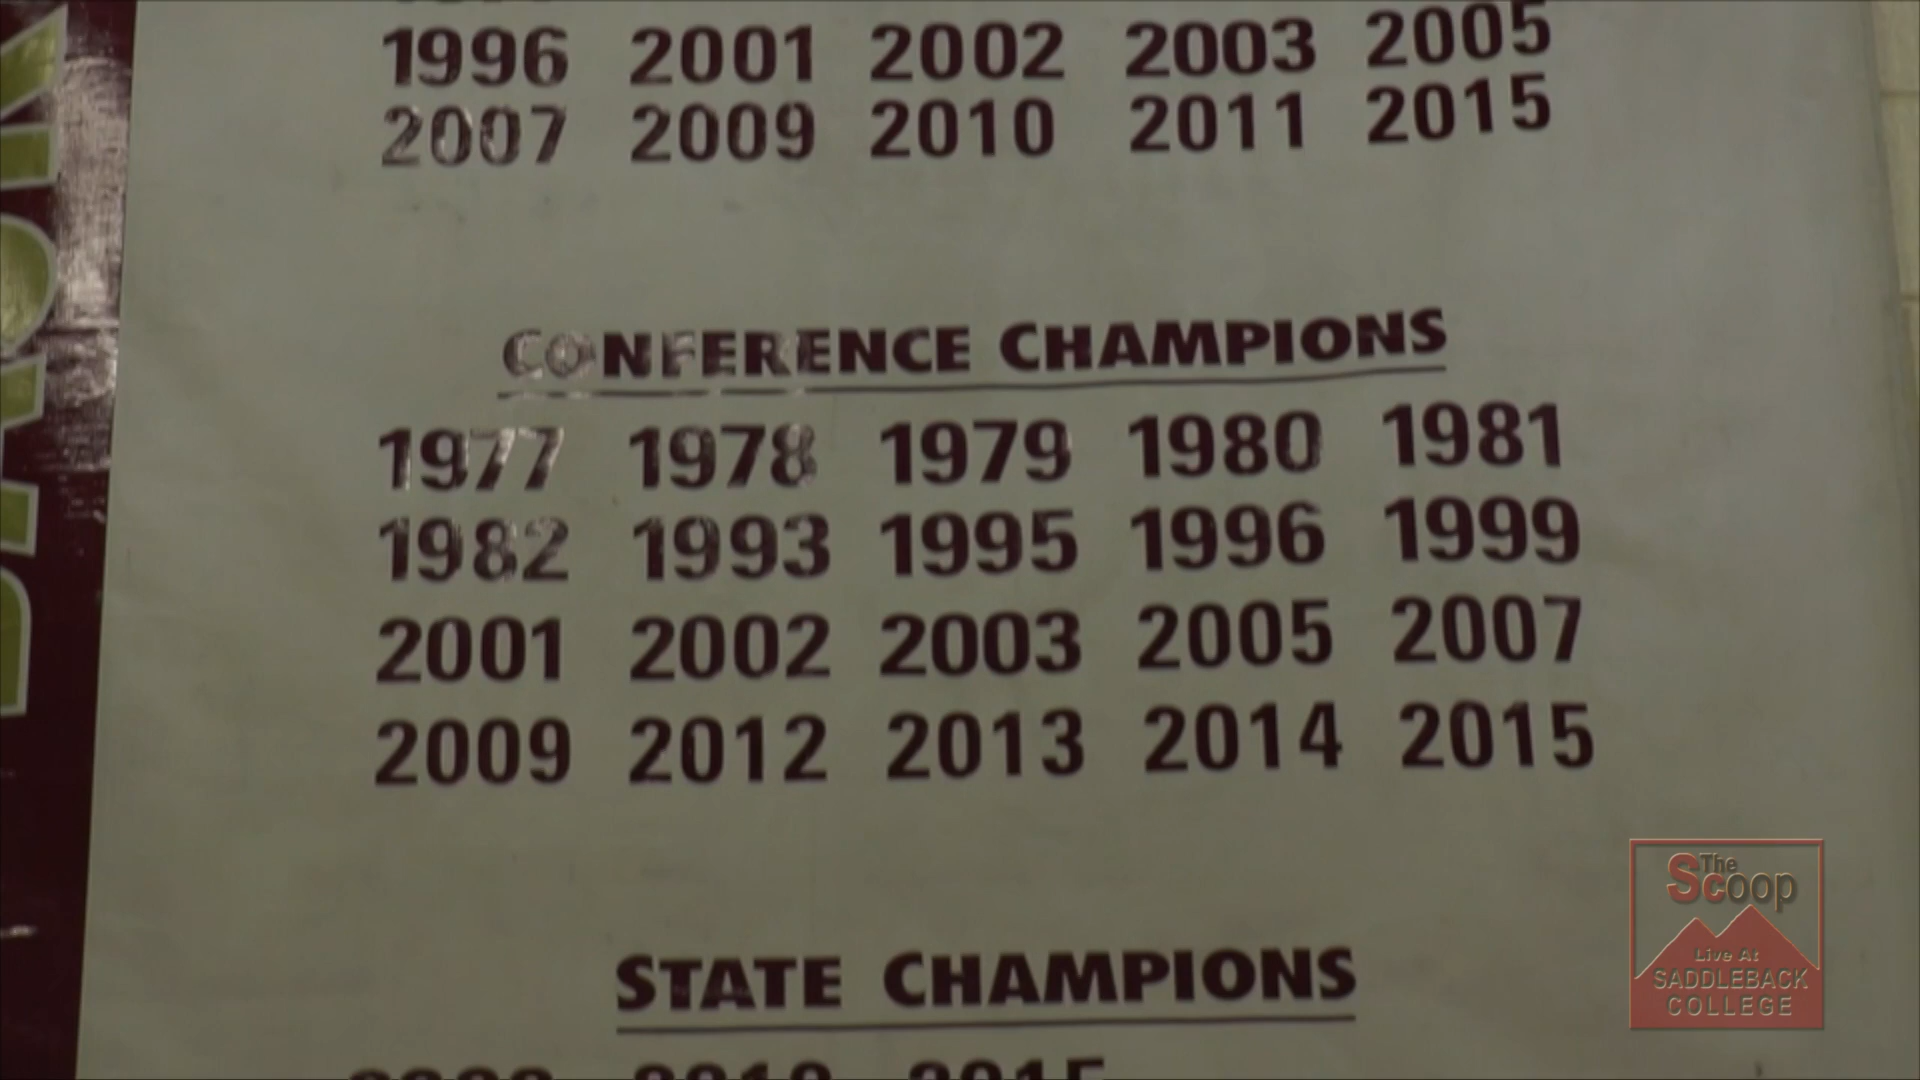 1996 2001 2002 2003 2005
2007 2009 2010 2011 2015
CONFERENCE CHAMPIONS
1977 1978 1979 1980 1981
1982 1993 1995 1996 1999
2001 2002 2003 2005 2007
2009 2012 2013 2014 2015
STATE CHAMPIONS
The
Scoop
Live At
SADDLEBACK
COLLEGE